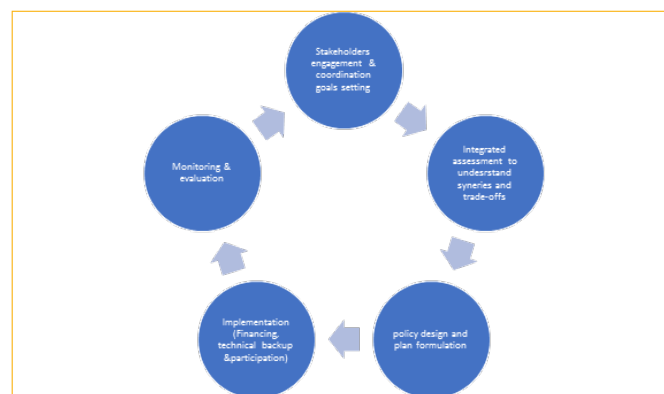 Stakeholders
engagement &
coordination
goals setting
Integrated
assessment to
undesrstand
syneries and
trade-offs
policy design and
plan formulation
Implementation
(Financing,
technical backup
&participation)
Monitoring &
evaluation